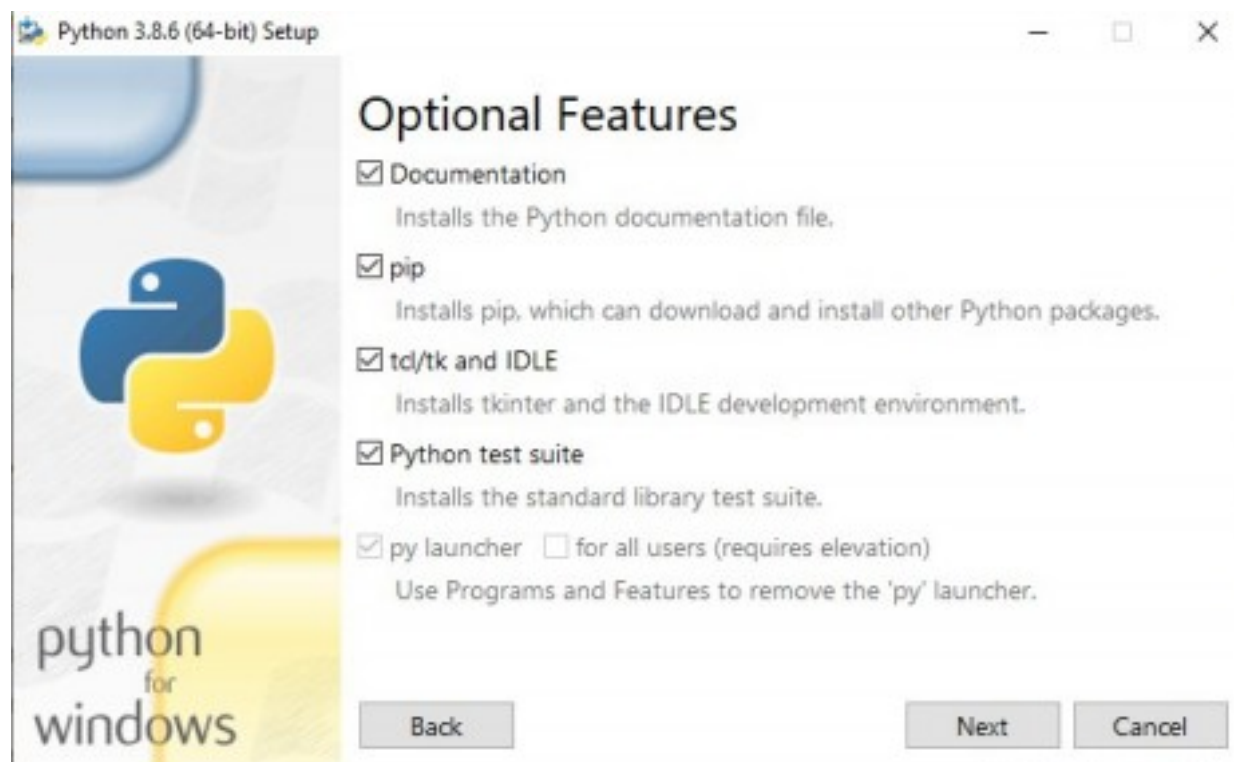 Python 3.8.6 (64-bit) Setup
Optional Features
Documentation
Installs the Python documentation file.
pip
Installs pip, which can download and install other Python packages.
tcl/tk and IDLE
Installs tkinter and the IDLE development environment.
Python test suite
Installs the standard library test suite.
py launcher for all users (requires elevation)
Use Programs and Features to remove the 'py' launcher.
python
for
windows
Back Next Cancel